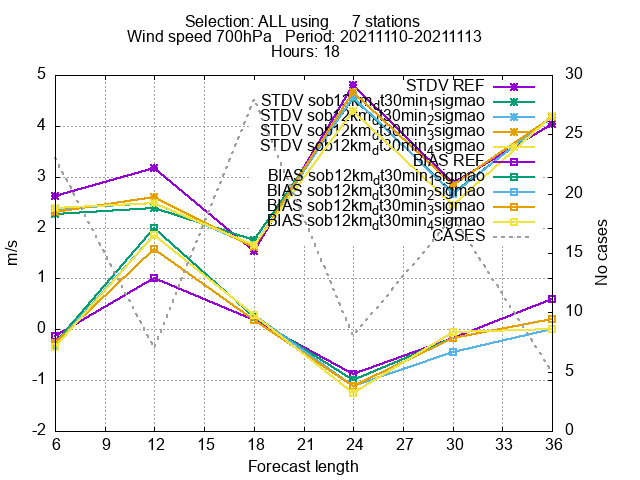 Selection: ALL using 7 stations
Wind speed 700hPa Period: 20211110-20211113
Hours: 18
5
4
3
2
1
0
-1
-2
m/s
30
25
20
15
10
5
0
No cases
STDV REF
STDV sob12km_dt30min_1sigmao
STDV sob12km_dt30min_2sigmao
STDV sob12km_dt30min_3sigmao
STDV sob12km_dt30min_4sigmao
BIAS REF
BIAS sob12km_dt30min_1sigmao
BIAS sob12km_dt30min_2sigmao
BIAS sob12km_dt30min_3sigmao
BIAS sob12km_dt30min_4sigmao
CASES
6 9 12 15 18 21 24 27 30 33 36
Forecast length